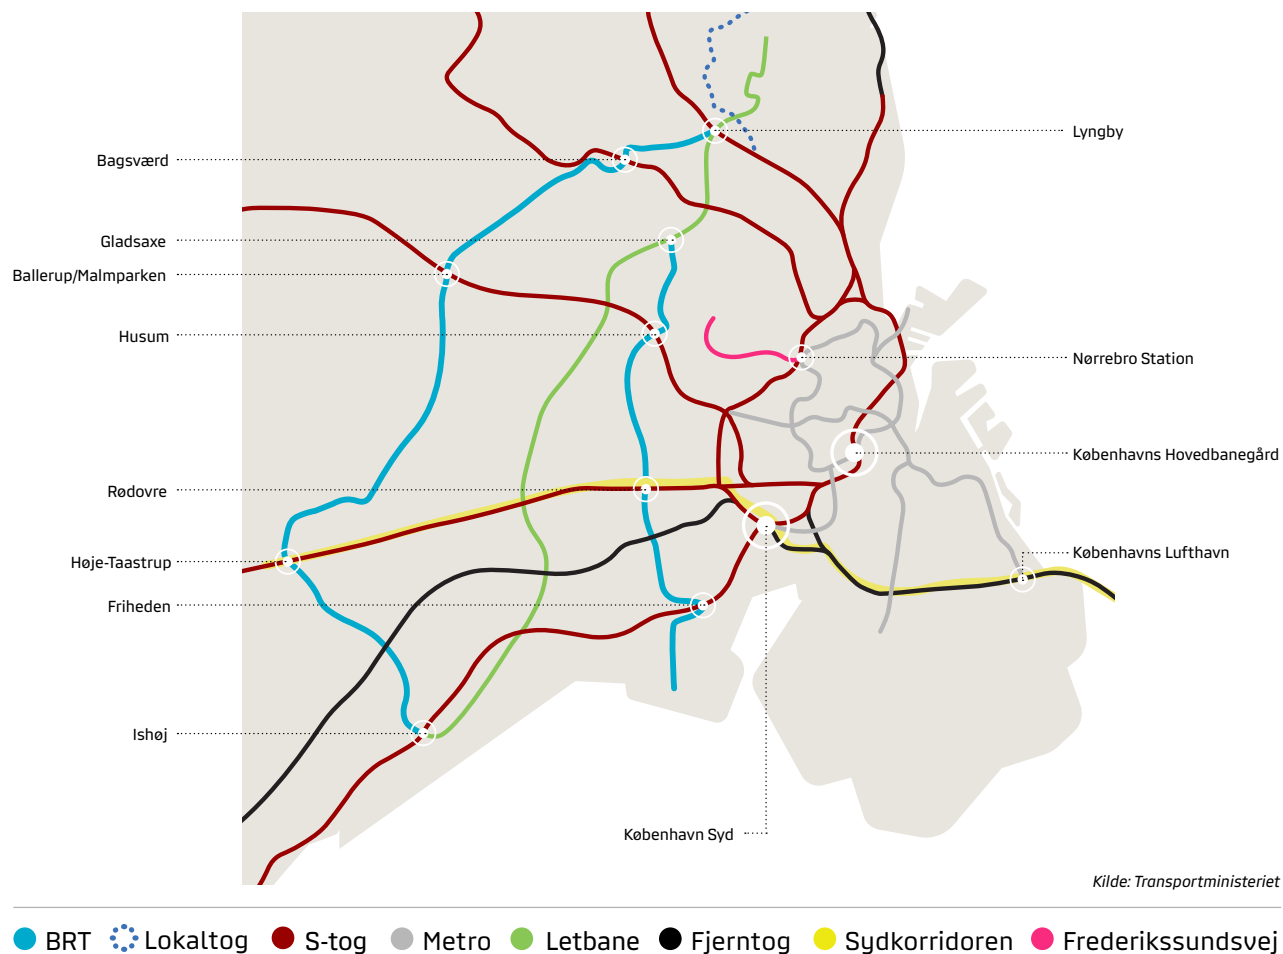 Lyngby
Bagsværd
Gladsaxe
Ballerup/Malmparken
Husum
Nørrebro Station
Københavns Hovedbanegård
Rødovre
Københavns Lufthavn
Høje-Taastrup
Friheden
Ishøj
København Syd
Kilde: Transportministeriet
BRT Lokaltog S-tog Metro Letbane Fjerntog Sydkorridoren Frederikssundsvej